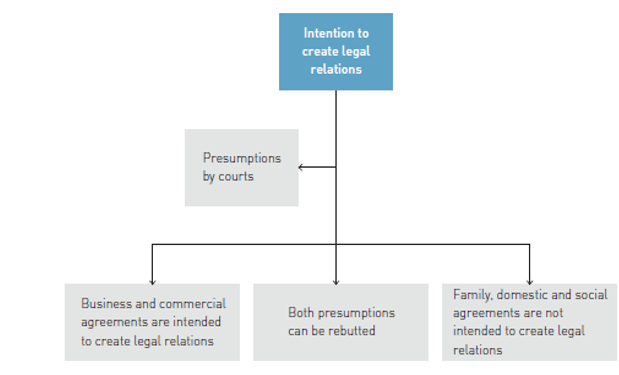 Intention to
create legal
relations
Presumptions
by courts
Business and commercial
agreements are intended
to create legal relations
Both presumptions
can be rebutted
Family, domestic and social
agreements are not
intended to create legal
relations